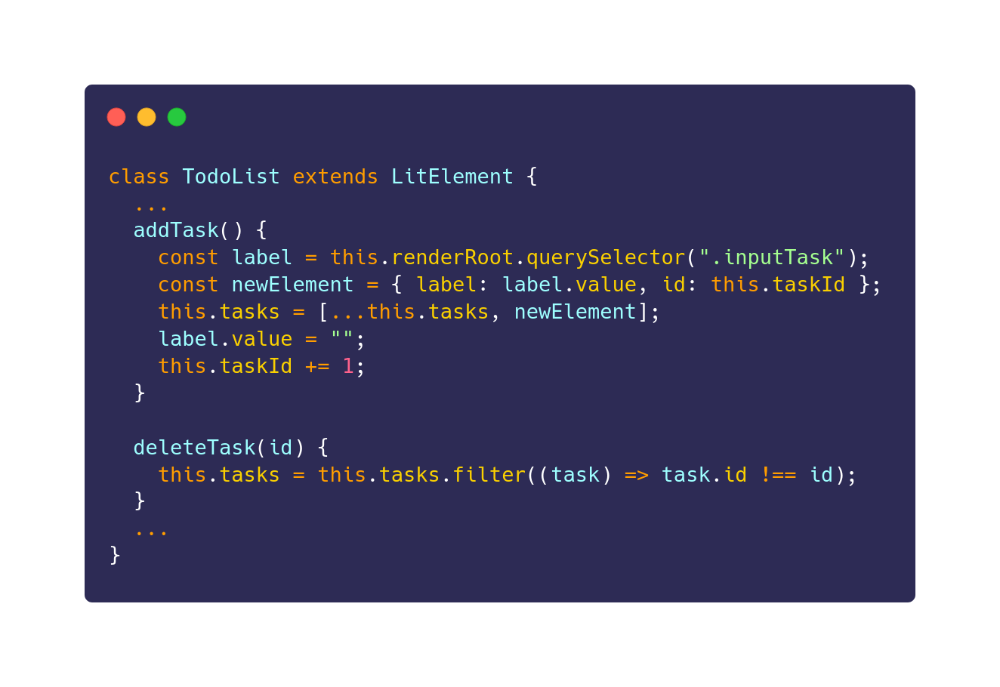 class TodoList extends LitElement {
  ...
  addTask() {
    const label = this.renderRoot.querySelector(".inputTask");
    const newElement = { label: label.value, id: this.taskId };
    this.tasks = [...this.tasks, newElement];
    label.value = "";
    this.taskId += 1;
  }

  deleteTask(id) {
    this.tasks = this.tasks.filter((task) => task.id !== id);
  }
  ...
}